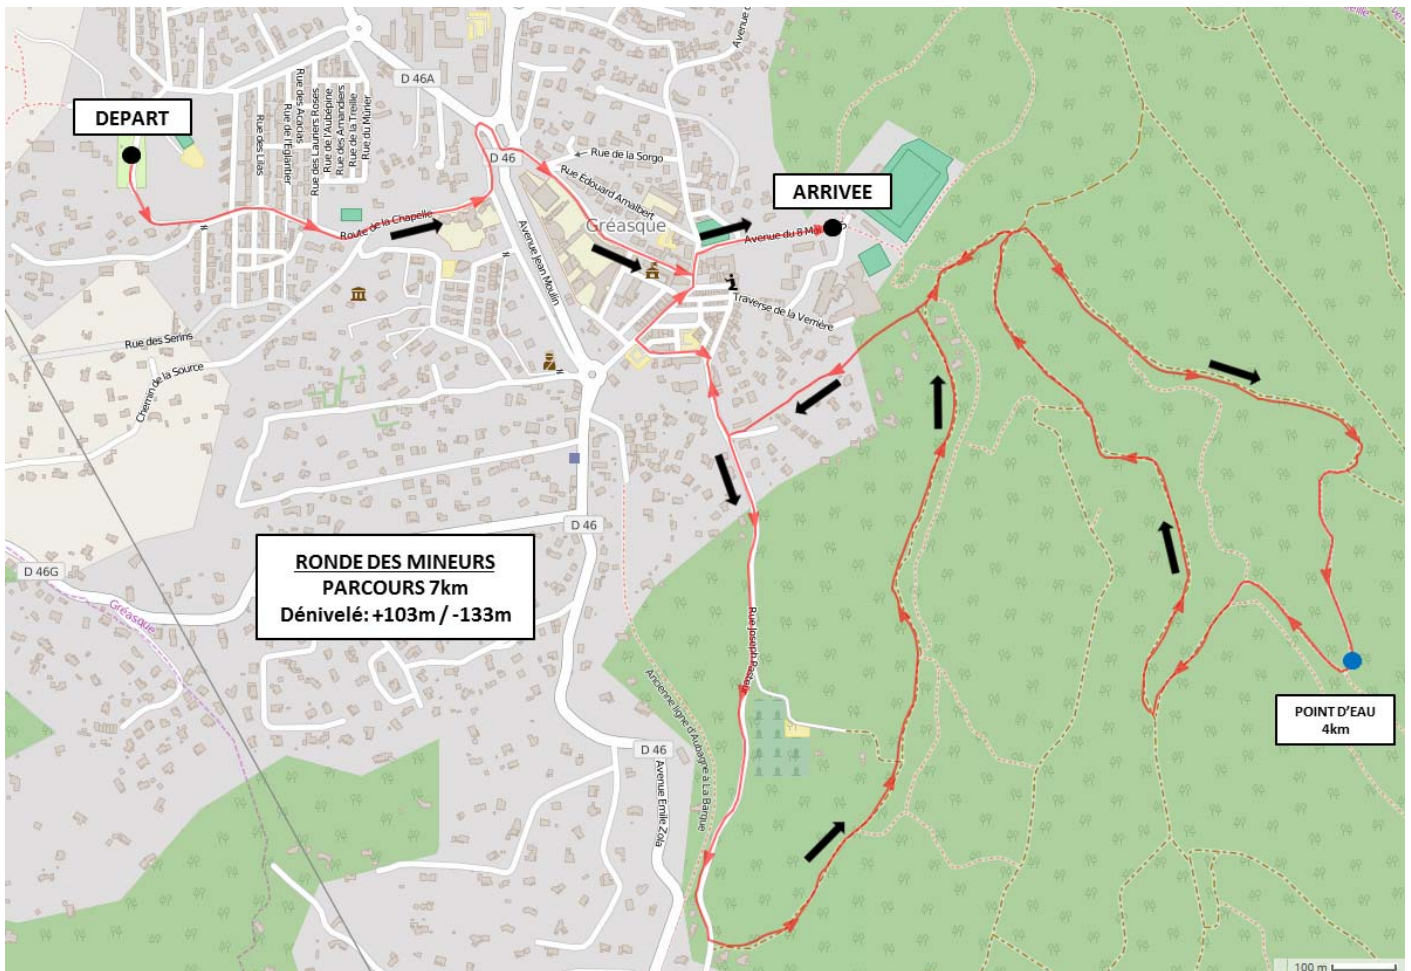 Avenue d
D 46A
DEPART
Rue des Acacias
Rue de l'Églantier
Rue des Lauriers Roses
Rue de l'Aubépine
Rue des Amandiers
Rue de la Treille
Rue du Mûrier
Rue des Lilas
D 46
Rue de la Sorgo
Rue Édouard Amalbert
ARRIVEE
Route de la Chapelle
Gréasque
Avenue du 8 Ma
Avenue Jean Moulin
Traverse de la Verrière
Rue des Serins
Chemin de la Source
D 46
D 46G
Gréasque
RONDE DES MINEURS
PARCOURS 7km
Dénivelé: +103m / -133m
Rue Joseph
Ancienne ligne d'Aubagne à La Barque
POINT D'EAU
4km
D 46
Avenue Emile Zola
100 m